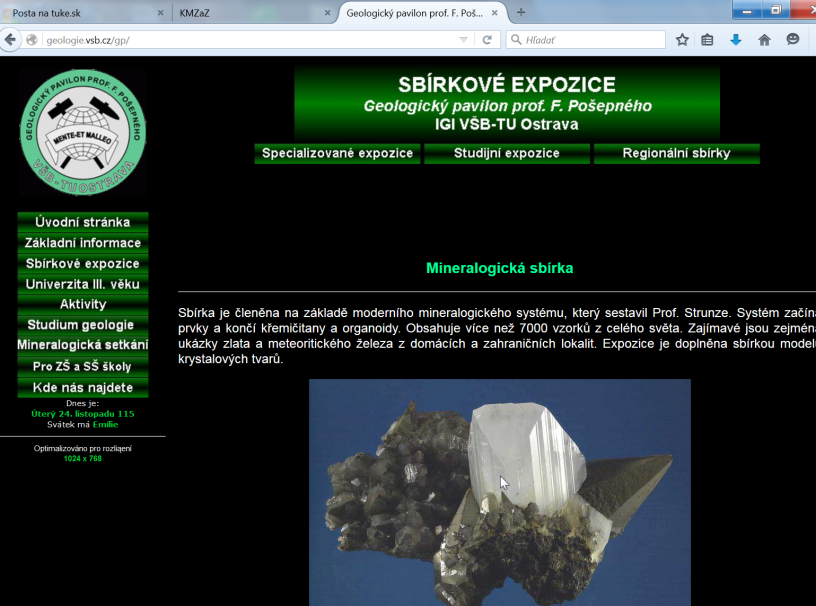 Posta na tuke.sk
KMZaZ
Geologický pavilon prof. F. Poš...
geologie.vsb.cz/gp/
Hľadať
GEOLOGICKÝ PAVILON PROF. F. POŠEPNÉHO
MENTE ET MALLEO
VŠB-TU OSTRAVA
SBÍRKOVÉ EXPOZICE
Geologický pavilon prof. F. Pošepného
IGI VŠB-TU Ostrava
Specializované expozice
Studijní expozice
Regionální sbírky
Úvodní stránka
Základní informace
Sbírkové expozice
Univerzita III. věku
Aktivity
Studium geologie
Mineralogická setkání
Pro ZŠ a SŠ školy
Kde nás najdete
Dnes je:
Úterý 24. listopadu 115
Svátek má Emílie
Optimalizováno pro rozlišení
1024 x 768
Mineralogická sbírka
Sbírka je členěna na základě moderního mineralogického systému, který sestavil Prof. Strunze. Systém začíná
prvky a končí křemičitany a organoidy. Obsahuje více než 7000 vzorků z celého světa. Zajímavé jsou zejména
ukázky zlata a meteoritického železa z domácích a zahraničních lokalit. Expozice je doplněna sbírkou modelů
krystalových tvarů.